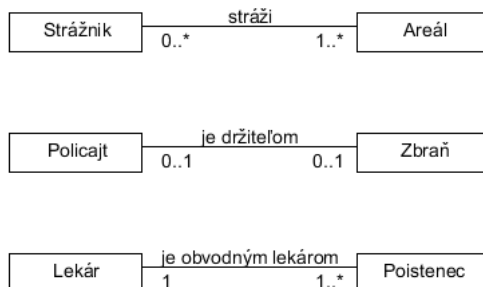 stráži
Strážnik Areál
0..* 1..*
je držiteľom
Policajt Zbraň
0..1 0..1
je obvodným lekárom
Lekár Poistenec
1 1..*